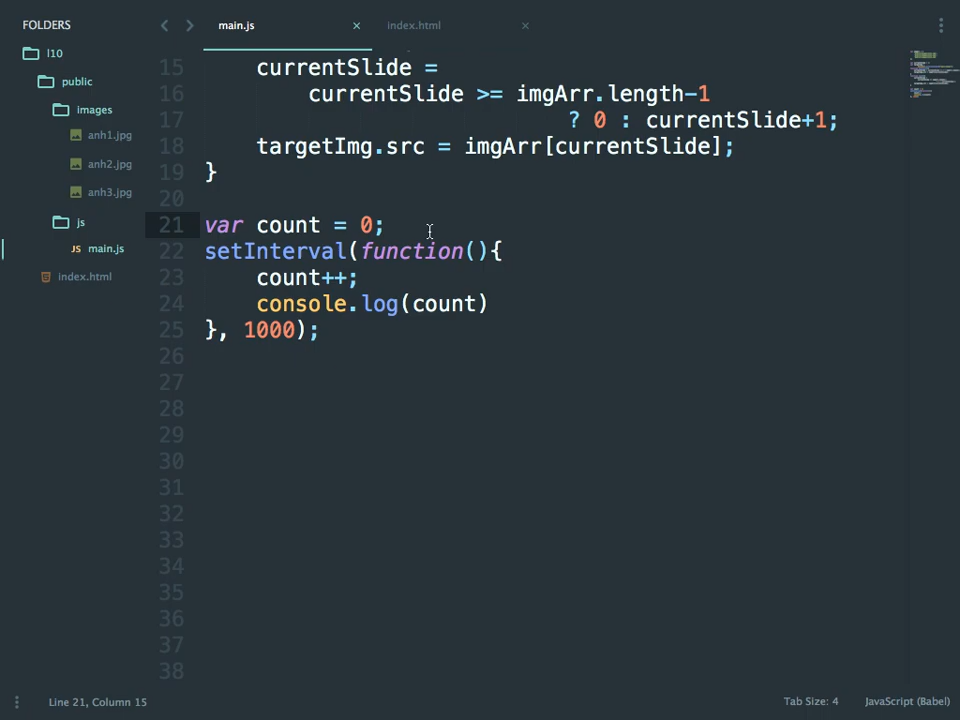 FOLDERS
l10
public
images
anh1.jpg
anh2.jpg
anh3.jpg
js
JS main.js
index.html
main.js × index.html ×
15 currentSlide =
16 currentSlide >= imgArr.length-1
17 ? 0 : currentSlide+1;
18 targetImg.src = imgArr[currentSlide];
19 }
20
21 var count = 0;
22 setInterval(function(){
23 count++;
24 console.log(count)
25 }, 1000);
26
27
28
29
30
31
32
33
34
35
36
37
38
Line 21, Column 15
Tab Size: 4
JavaScript (Babel)